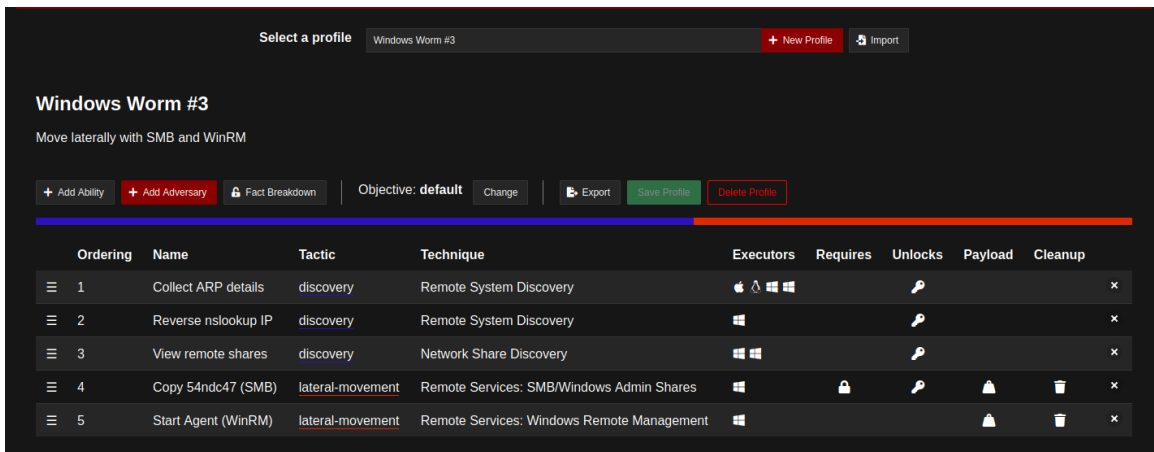 Select a profile Windows Worm #3 + New Profile Import
Windows Worm #3
Move laterally with SMB and WinRM
+ Add Ability + Add Adversary Fact Breakdown Objective: default Change Export Save Profile Delete Profile
Ordering Name Tactic Technique Executors Requires Unlocks Payload Cleanup
1 Collect ARP details discovery Remote System Discovery ×
2 Reverse nslookup IP discovery Remote System Discovery ×
3 View remote shares discovery Network Share Discovery ×
4 Copy 54ndc47 (SMB) lateral-movement Remote Services: SMB/Windows Admin Shares ×
5 Start Agent (WinRM) lateral-movement Remote Services: Windows Remote Management ×